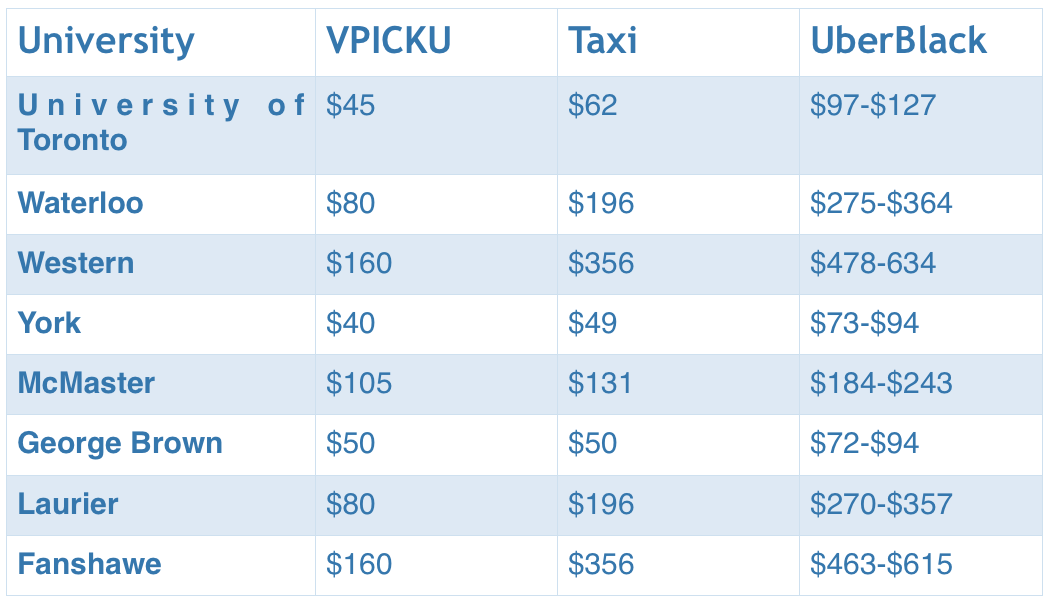 University VPICKU Taxi UberBlack
University of $45 $62 $97-$127
Toronto
Waterloo $80 $196 $275-$364
Western $160 $356 $478-634
York $40 $49 $73-$94
McMaster $105 $131 $184-$243
George Brown $50 $50 $72-$94
Laurier $80 $196 $270-$357
Fanshawe $160 $356 $463-$615